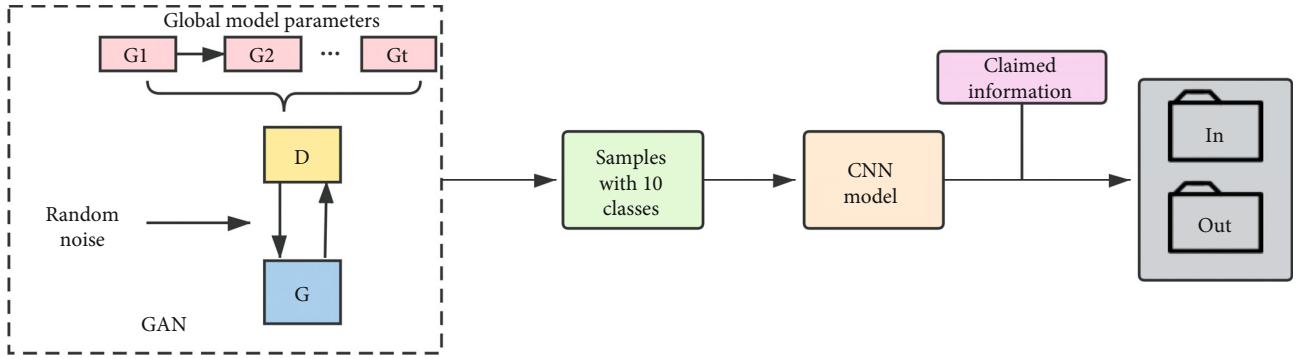 Global model parameters
G1
G2
...
Gt
D
Random
noise
G
GAN
Samples
with 10
classes
CNN
model
Claimed
information
In
Out